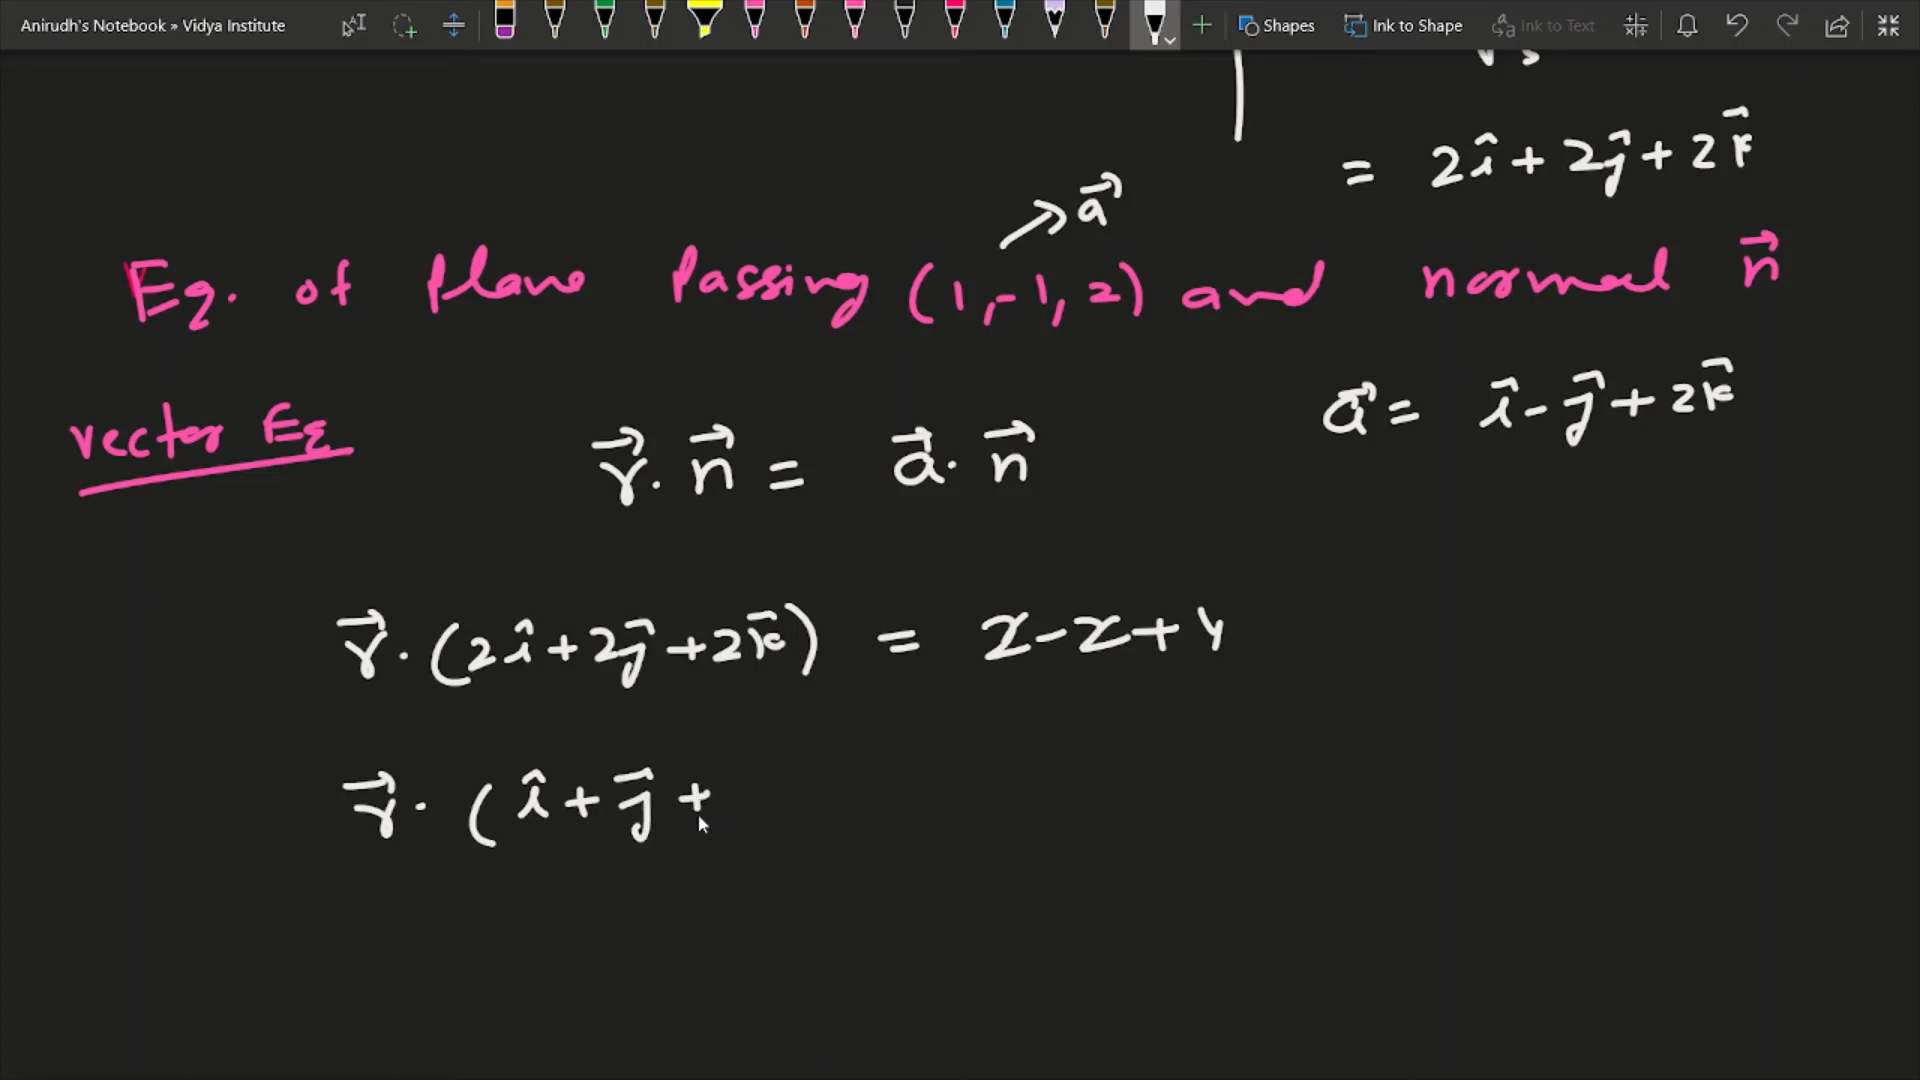 Anirudh's Notebook » Vidya Institute
Shapes
Ink to Shape
Ink to Text
= 2î + 2ĵ + 2k̂
a⃗
Eq. of plane Passing (1,-1,2) and normal n⃗
a⃗ = î - ĵ + 2k̂
vector Eq
r⃗. n⃗ = a⃗. n⃗
r⃗. (2î + 2ĵ + 2k̂) = 2-2+4
r⃗. (î + ĵ +